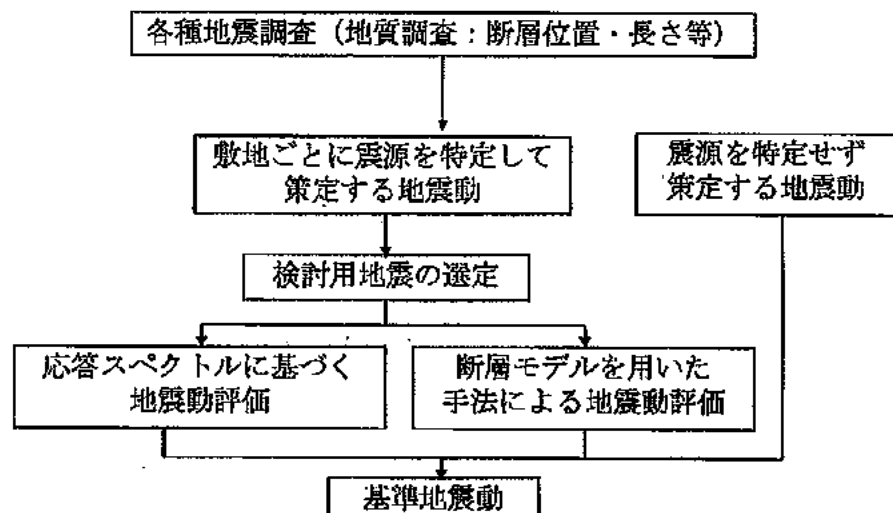 各種地震調査(地質調査:断層位置・長さ等)
敷地ごとに震源を特定して
策定する地震動
震源を特定せず
策定する地震動
検討用地震の選定
応答スペクトルに基づく
地震動評価
断層モデルを用いた
手法による地震動評価
基準地震動